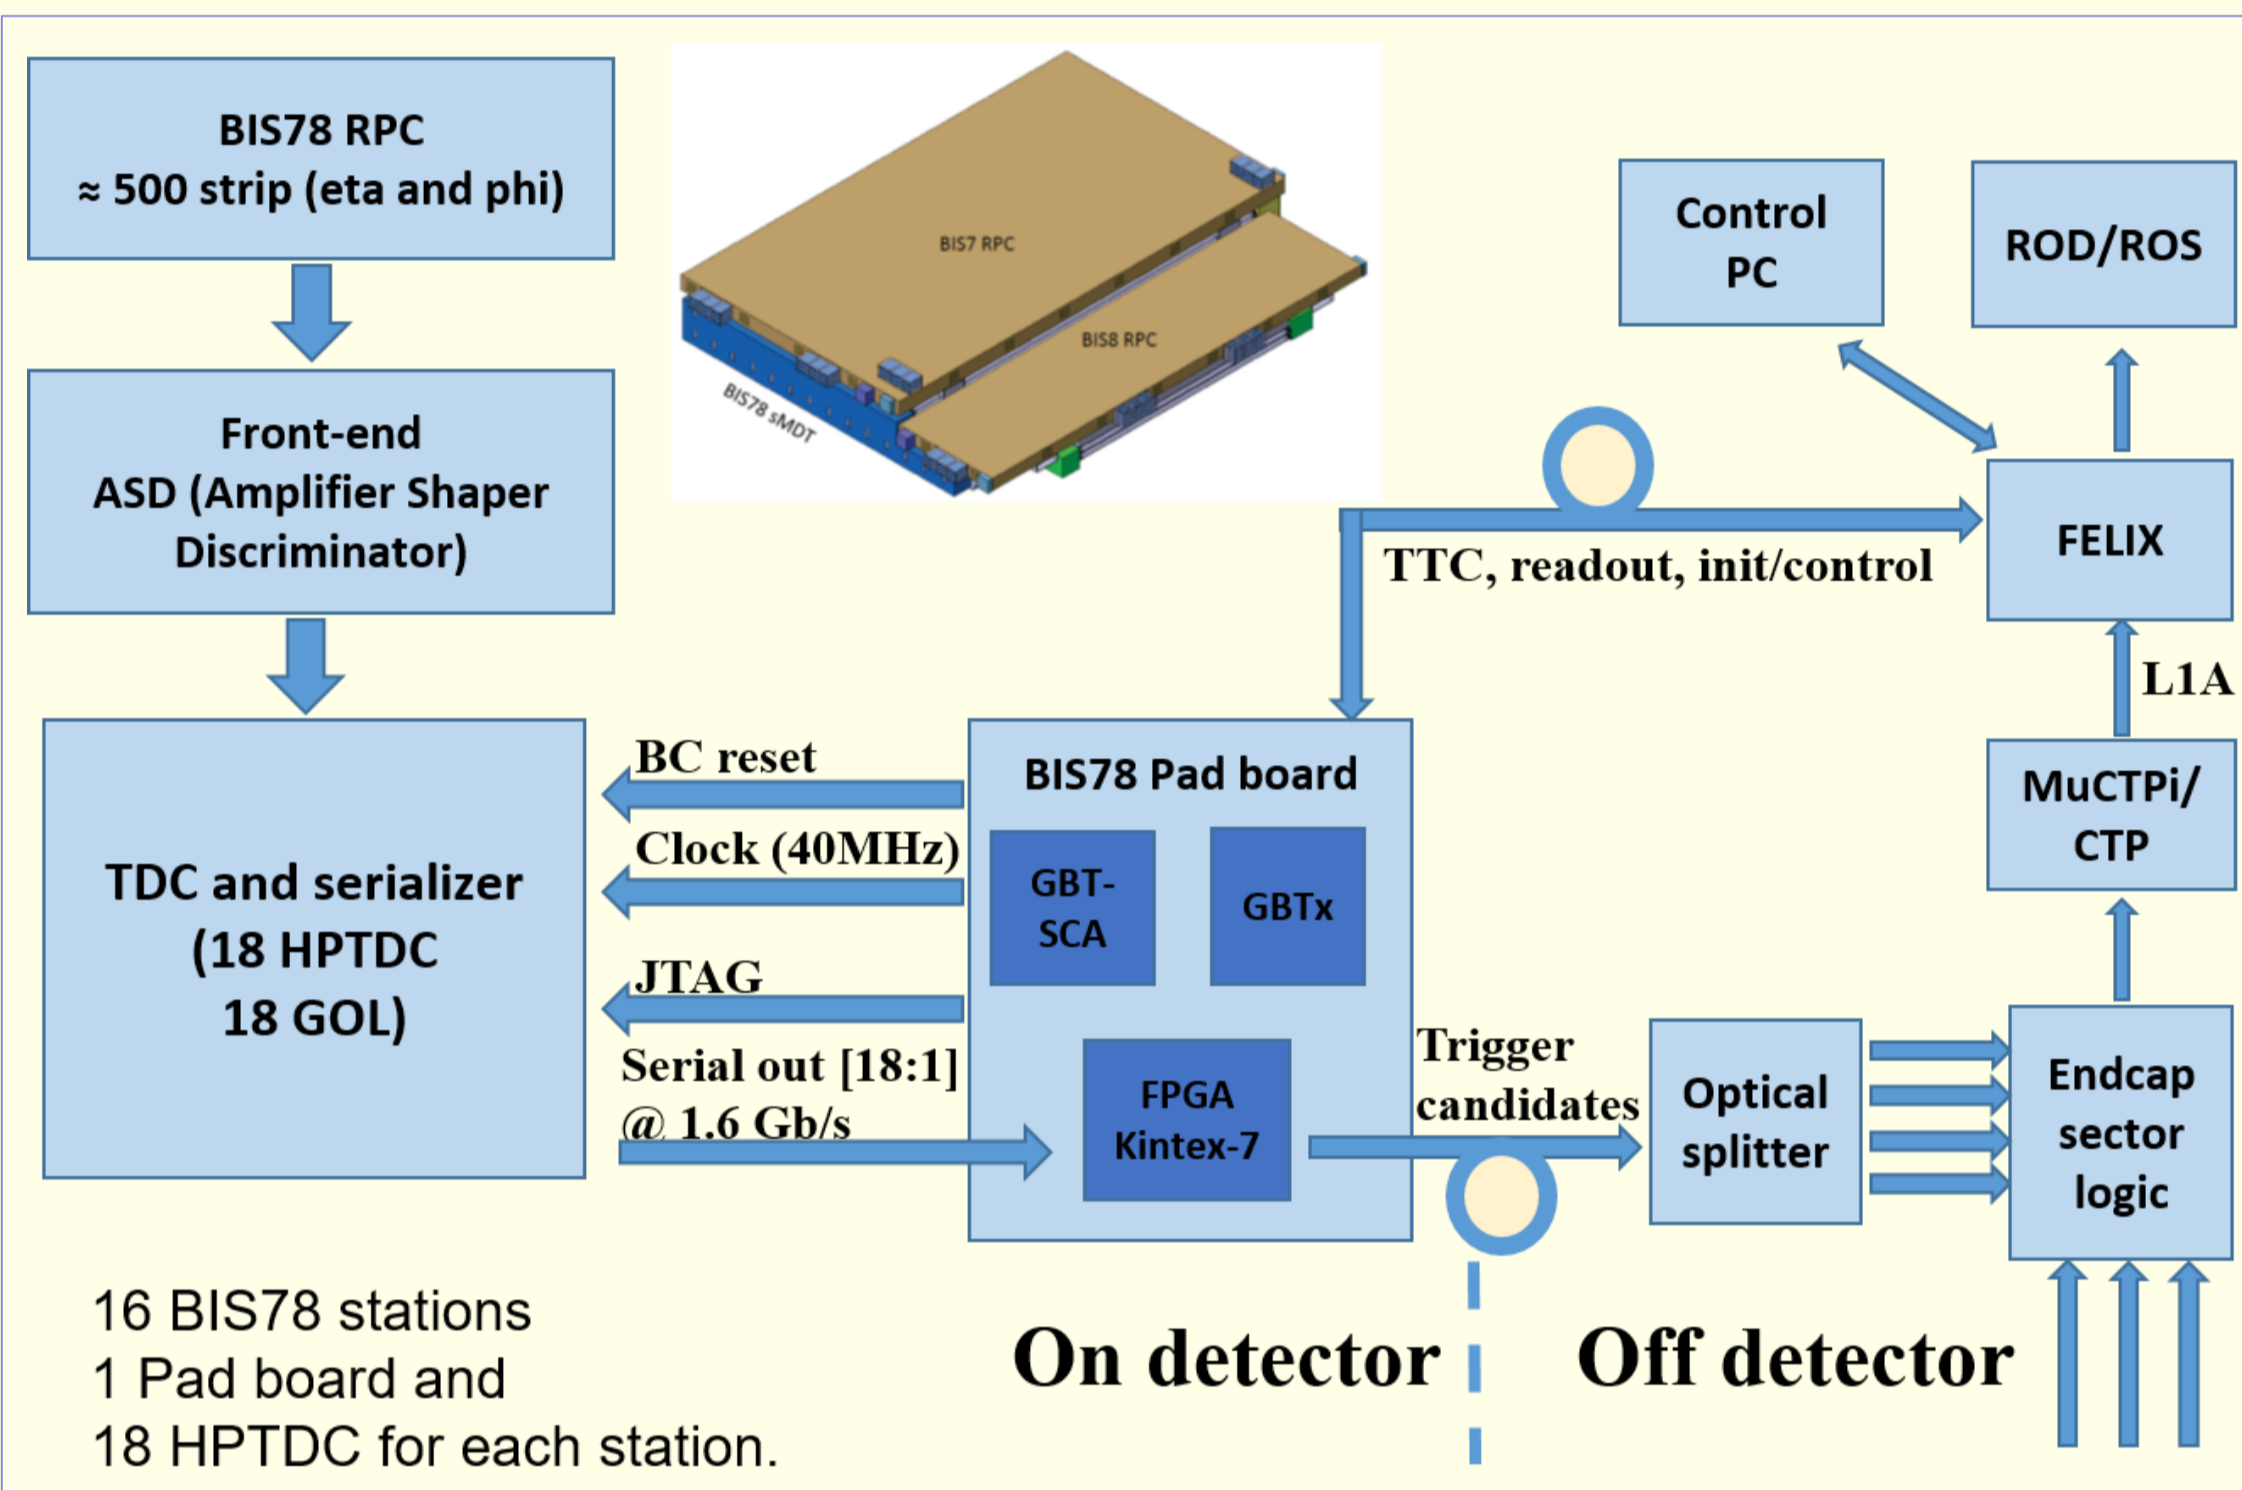 BIS78 RPC
≈ 500 strip (eta and phi)
Front-end
ASD (Amplifier Shaper
Discriminator)
TDC and serializer
(18 HPTDC
18 GOL)
BIS7 RPC
BIS8 RPC
BIS78 sMDT
BC reset
Clock (40MHz)
JTAG
Serial out [18:1]
@ 1.6 Gb/s
BIS78 Pad board
GBT-
SCA
GBTx
FPGA
Kintex-7
TTC, readout, init/control
Control
PC
ROD/ROS
FELIX
L1A
MuCTPi/
CTP
Trigger
candidates
Optical
splitter
Endcap
sector
logic
On detector
Off detector
16 BIS78 stations
1 Pad board and
18 HPTDC for each station.